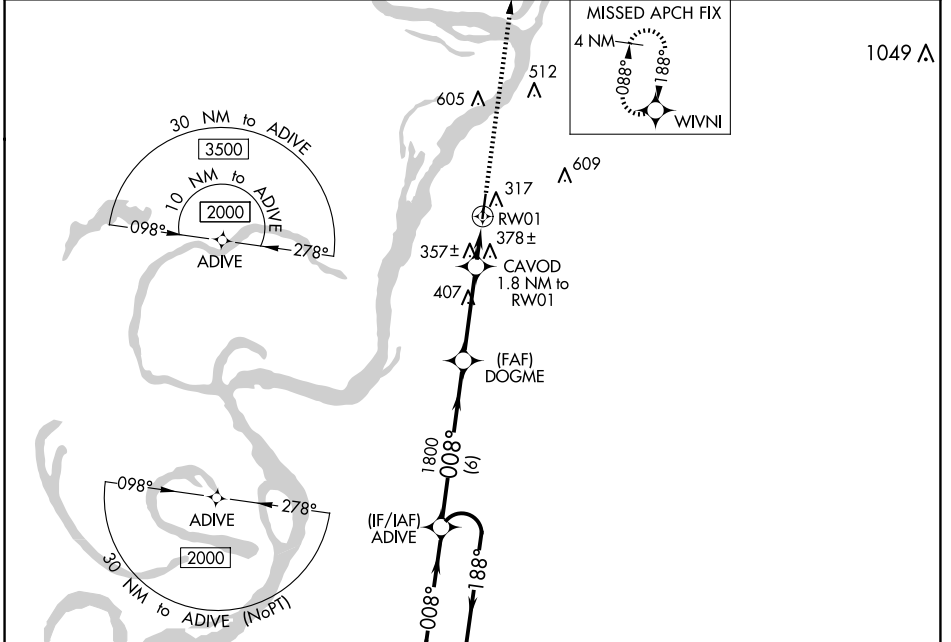 MISSED APCH FIX
4 NM
088°
188°
WIVNI
1049
512
605
30 NM to ADIVE
3500
10 NM to ADIVE
2000
098°
278°
ADIVE
609
317
RW01
357±
378±
CAVOD
1.8 NM to
RW01
407
(FAF)
DOGME
1800
008°
(6)
098°
278°
ADIVE
2000
30 NM to ADIVE (NoPT)
(IF/IAF)
ADIVE
008°
188°